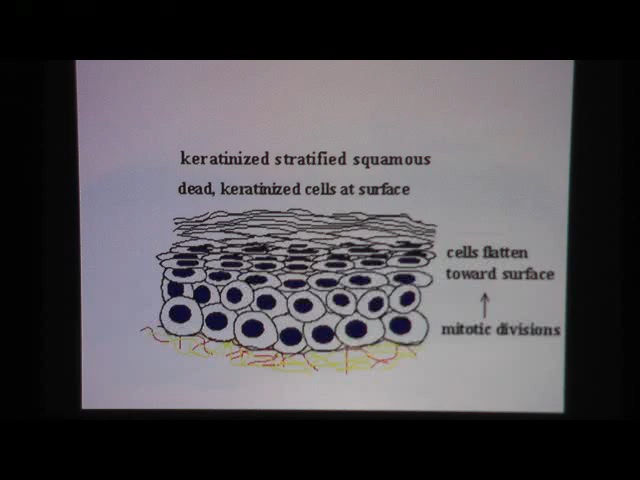 keratinized stratified squamous
dead, keratinized cells at surface
cells flatten
toward surface
mitotic divisions